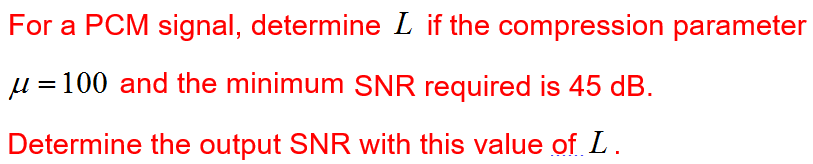 For a PCM signal, determine L if the compression parameter
μ = 100 and the minimum SNR required is 45 dB.
Determine the output SNR with this value of L.